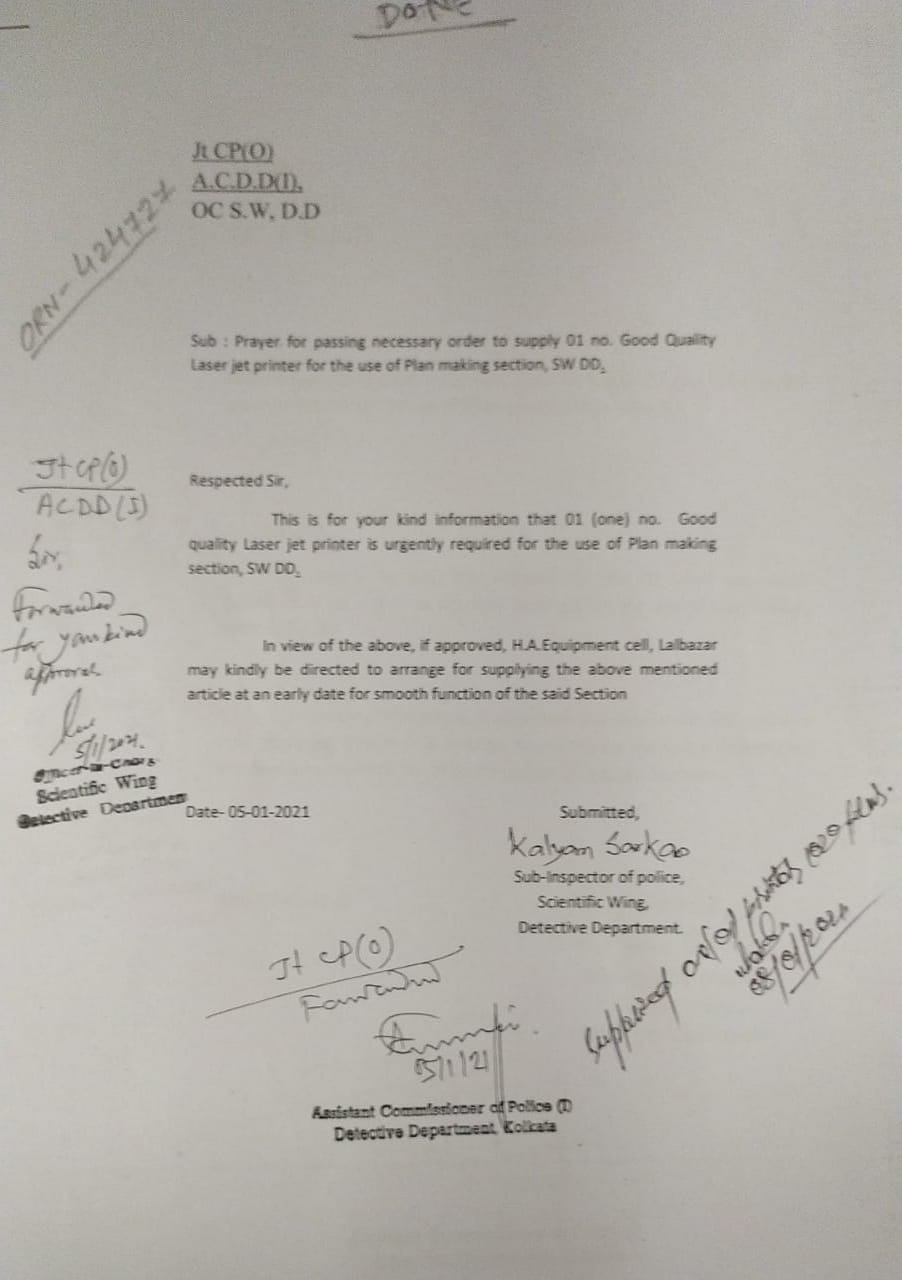 DONE
Jt CP(O)
A.C.D.D(I),
OC S.W, D.D
ORN- 424727
Sub : Prayer for passing necessary order to supply 01 no. Good Quality
Laser jet printer for the use of Plan making section, SW DD.
Respected Sir,
This is for your kind information that 01 (one) no. Good
quality Laser jet printer is urgently required for the use of Plan making
section, SW DD.
In view of the above, if approved, H.A.Equipment cell, Lalbazar
may kindly be directed to arrange for supplying the above mentioned
article at an early date for smooth function of the said Section
Jt CP(O)
ACDD(I)
Sir,
Forwarded
for your kind
approval
5/1/2021.
Officer-in-Charge
Scientific Wing
Detective Department
Date- 05-01-2021
Submitted,
Kalyan Sarkar
Sub-Inspector of police,
Scientific Wing,
Detective Department.
Jt CP(O)
Forwarded
05/1/21
Assistant Commissioner of Police (I)
Detective Department, Kolkata
Supplied
08/01/2021